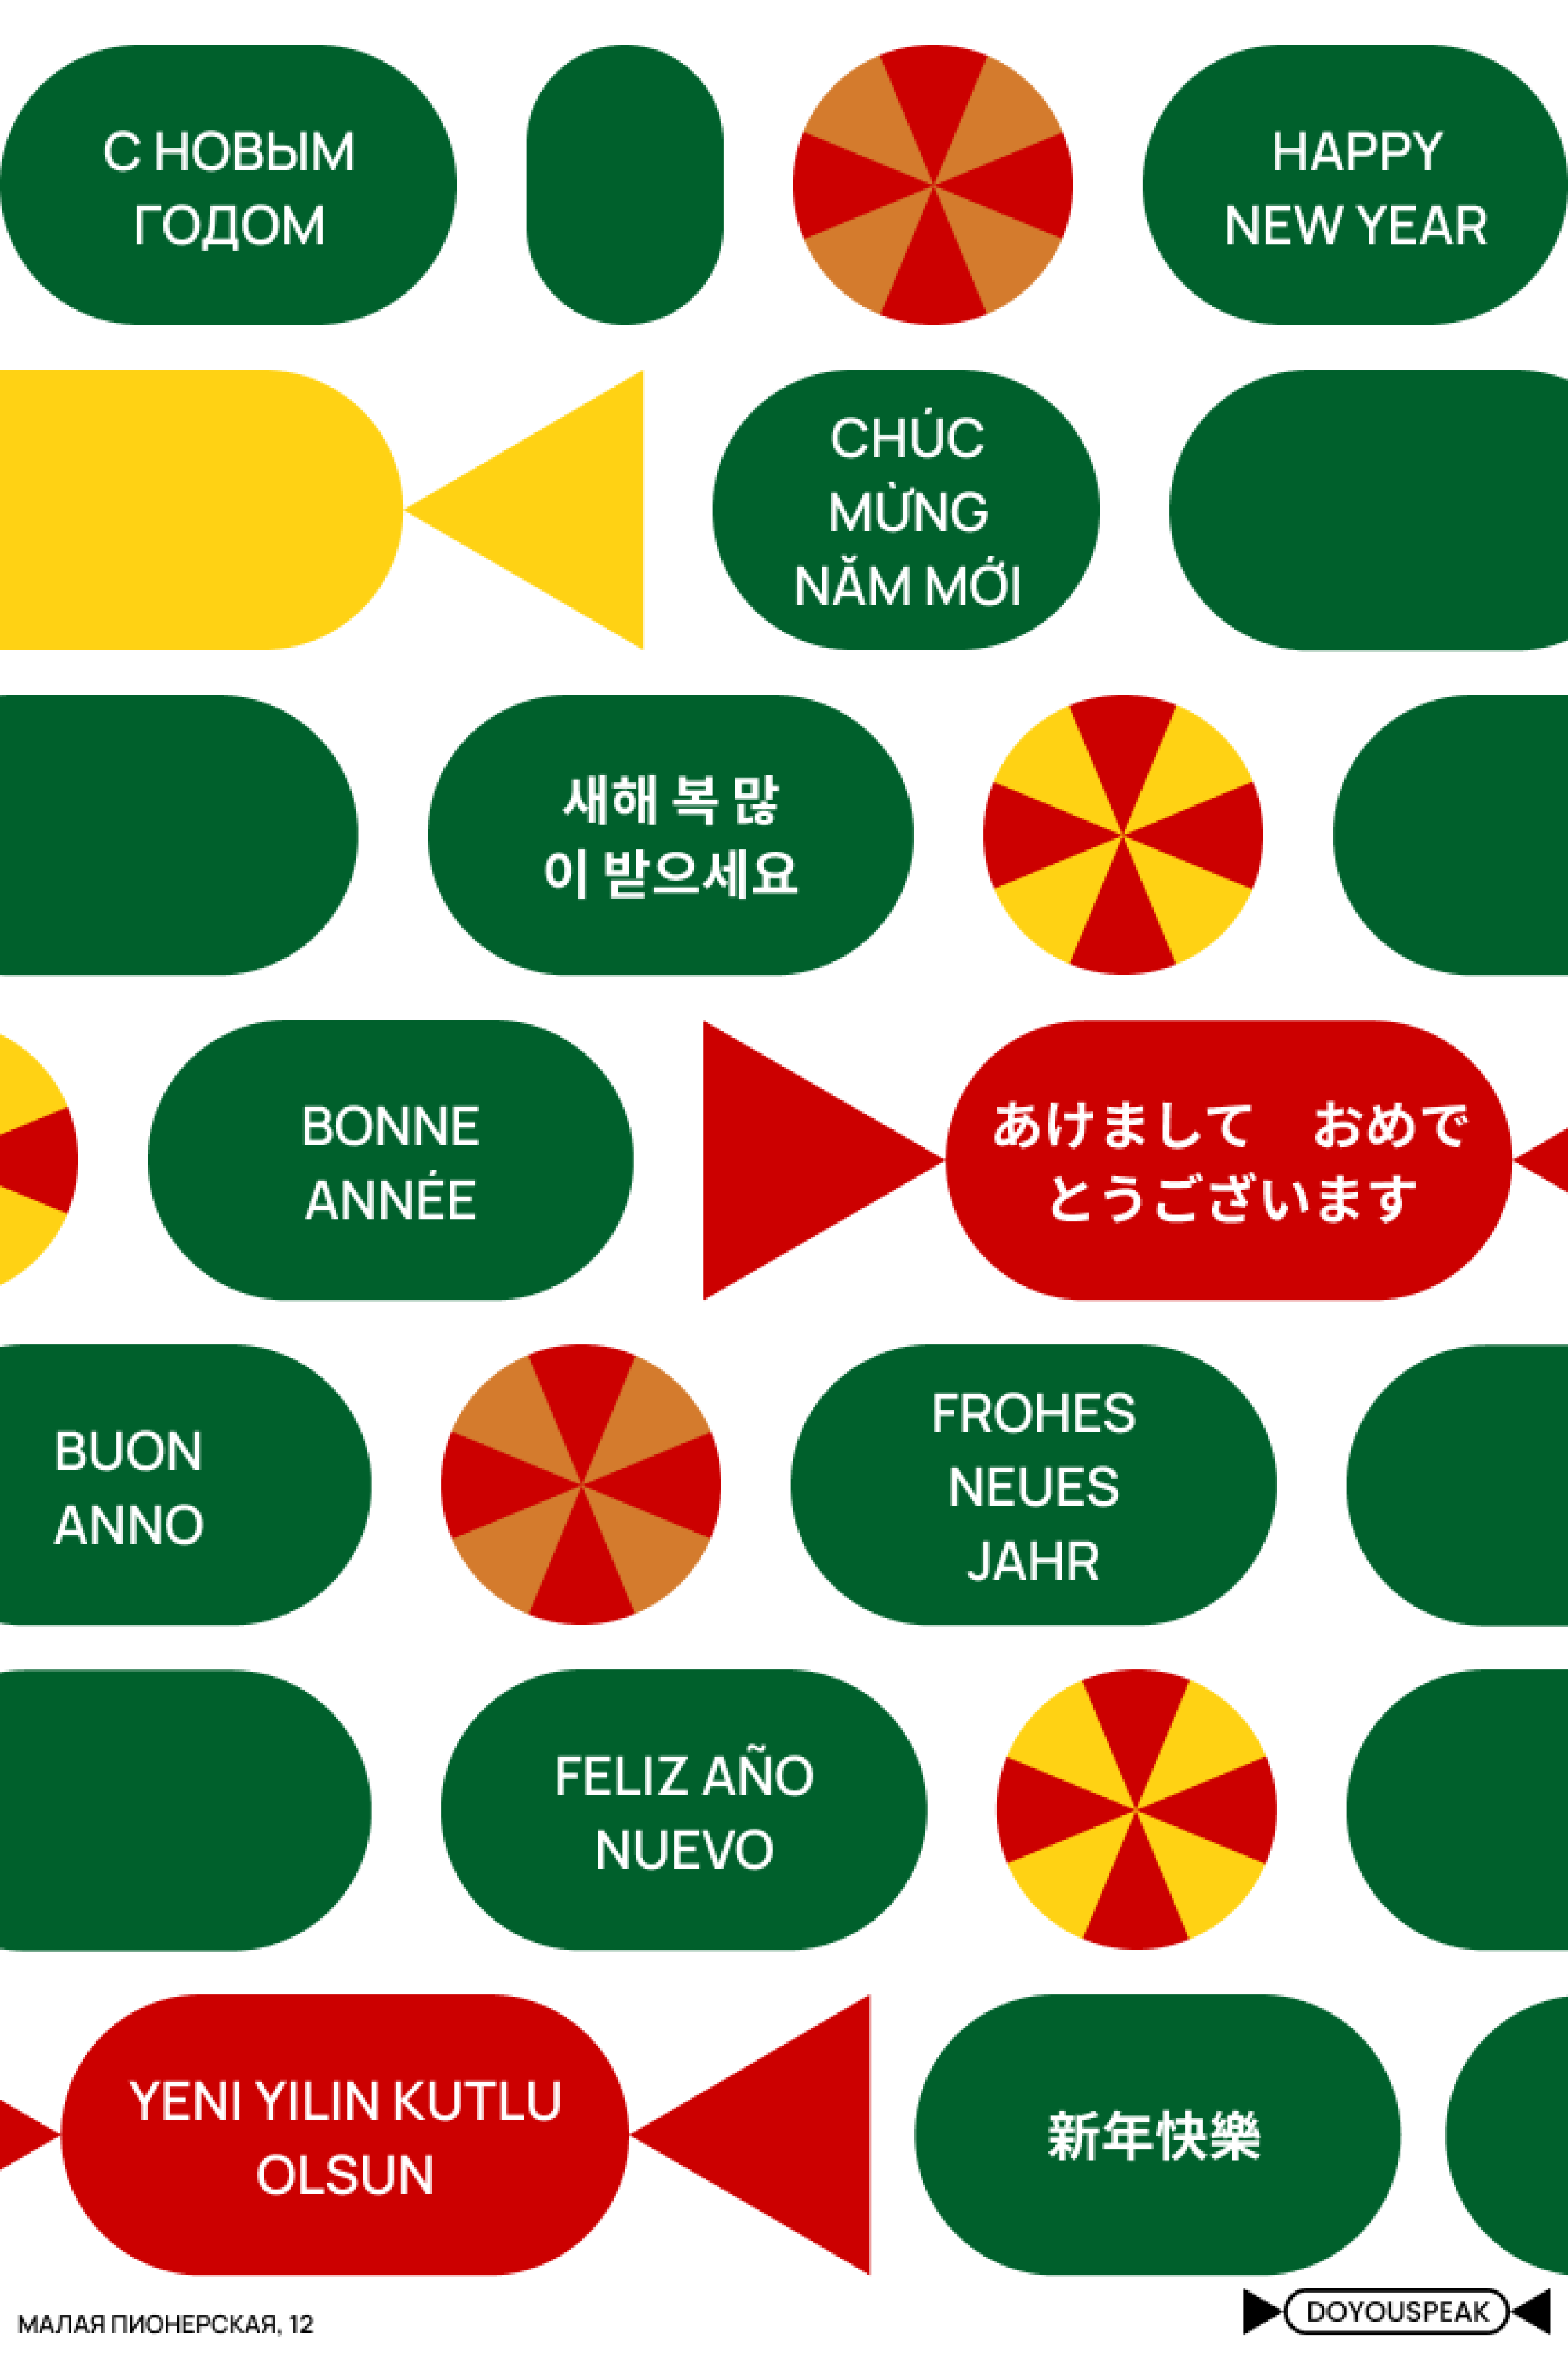 С НОВЫМ
ГОДОМ
HAPPY
NEW YEAR
CHÚC
MỪNG
NĂM MỚI
새해 복 많
이 받으세요
BONNE
ANNÉE
あけまして　おめで
とうございます
BUON
ANNO
FROHES
NEUES
JAHR
FELIZ AÑO
NUEVO
YENI YILIN KUTLU
OLSUN
新年快樂
МАЛАЯ ПИОНЕРСКАЯ, 12
DOYOUSPEAK